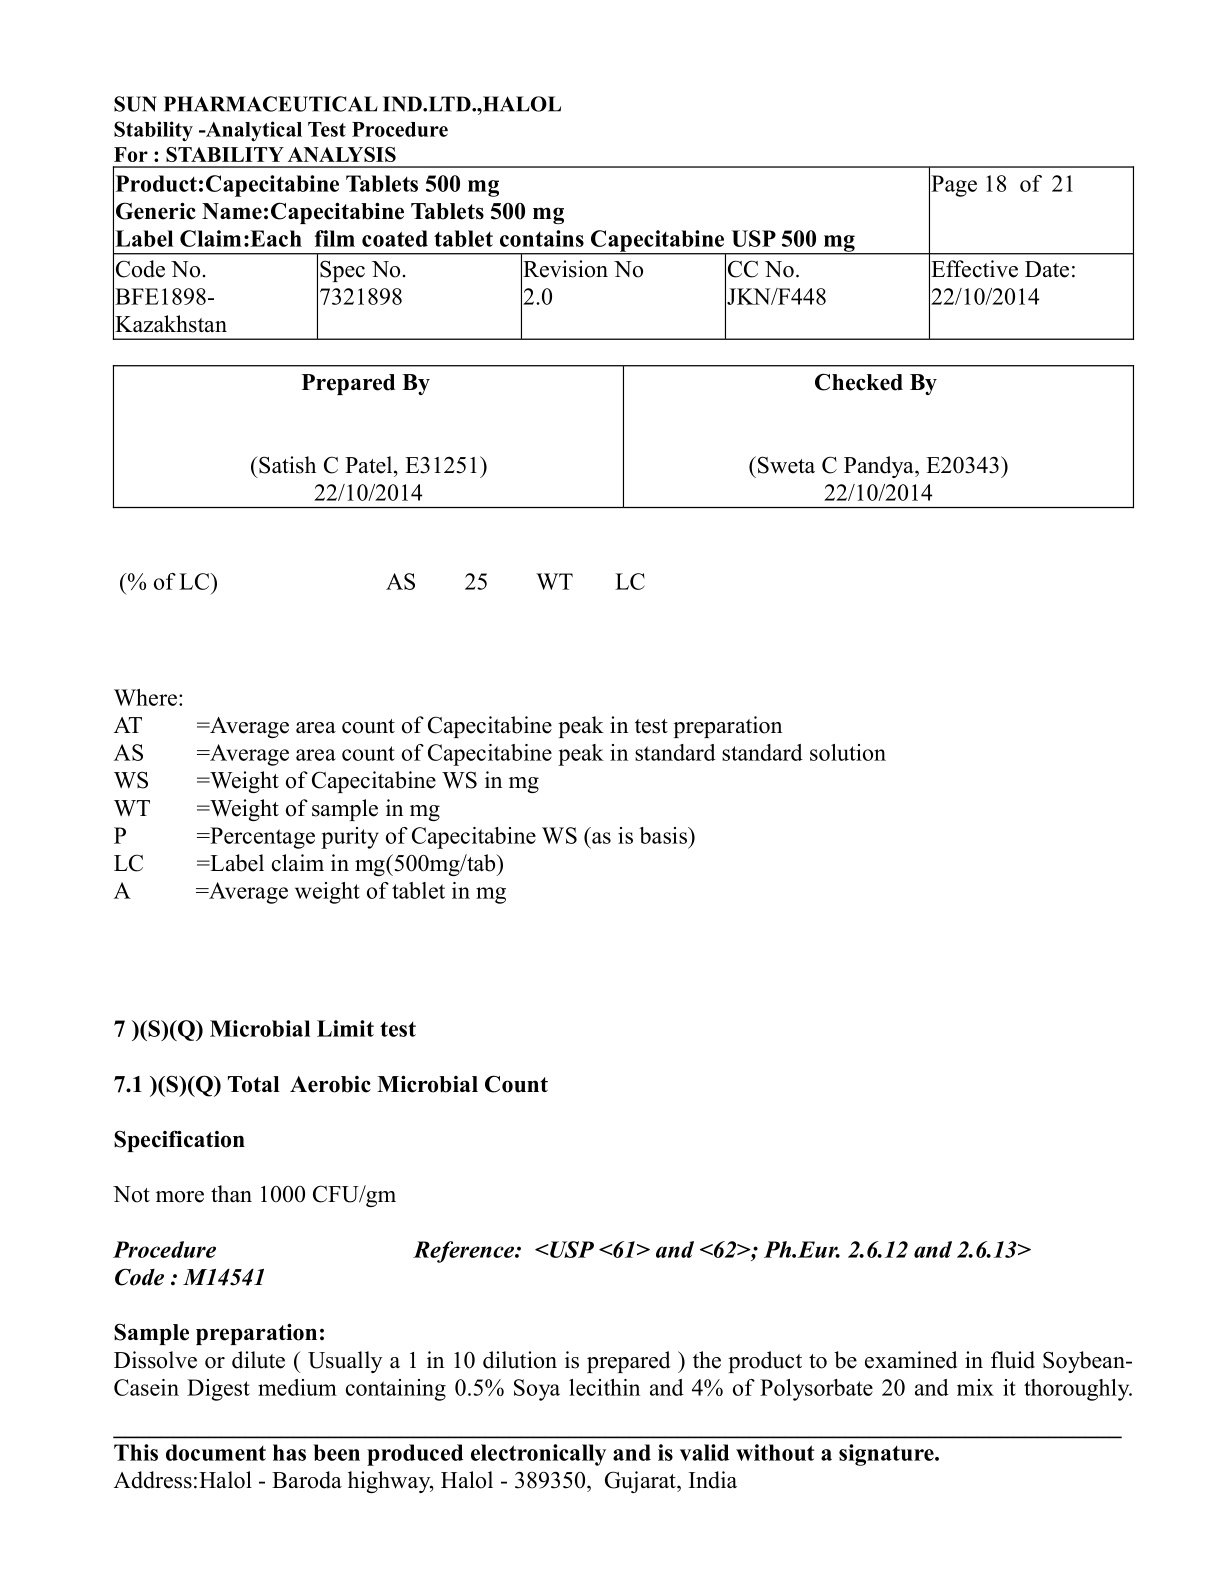 SUN PHARMACEUTICAL IND.LTD.,HALOL
Stability -Analytical Test Procedure
For : STABILITY ANALYSIS
Product:Capecitabine Tablets 500 mg
Generic Name:Capecitabine Tablets 500 mg
Label Claim:Each film coated tablet contains Capecitabine USP 500 mg
Page 18 of 21
Code No.
BFE1898-
Kazakhstan
Spec No.
7321898
Revision No
2.0
CC No.
JKN/F448
Effective Date:
22/10/2014
Prepared By
(Satish C Patel, E31251)
22/10/2014
Checked By
(Sweta C Pandya, E20343)
22/10/2014
(% of LC) AS 25 WT LC
Where:
AT =Average area count of Capecitabine peak in test preparation
AS =Average area count of Capecitabine peak in standard standard solution
WS =Weight of Capecitabine WS in mg
WT =Weight of sample in mg
P =Percentage purity of Capecitabine WS (as is basis)
LC =Label claim in mg(500mg/tab)
A =Average weight of tablet in mg
7 )(S)(Q) Microbial Limit test
7.1 )(S)(Q) Total Aerobic Microbial Count
Specification
Not more than 1000 CFU/gm
Procedure Reference: <USP <61> and <62>; Ph.Eur. 2.6.12 and 2.6.13>
Code : M14541
Sample preparation:
Dissolve or dilute ( Usually a 1 in 10 dilution is prepared ) the product to be examined in fluid Soybean-
Casein Digest medium containing 0.5% Soya lecithin and 4% of Polysorbate 20 and mix it thoroughly.
This document has been produced electronically and is valid without a signature.
Address:Halol - Baroda highway, Halol - 389350, Gujarat, India